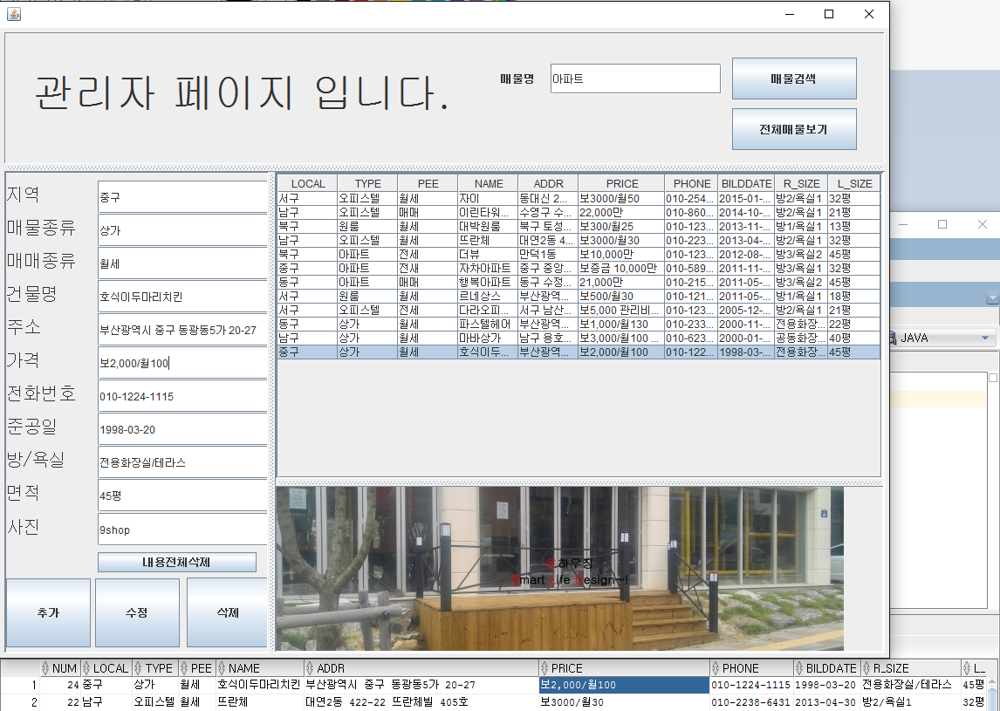 관리자 페이지 입니다.
매물명 아파트 매물검색
전체매물보기
지역 중구
매물종류 상가
매매종류 월세
건물명 호식이두마리치킨
주소 부산광역시 중구 동광동5가 20-27
가격 보2,000/월100
전화번호 010-1224-1115
준공일 1998-03-20
방/욕실 전용화장실/테라스
면적 45평
사진 9shop
내용전체삭제
추가 수정 삭제
LOCAL TYPE PEE NAME ADDR PRICE PHONE BILDDATE R_SIZE L_SIZE
서구 오피스텔 월세 자이 동대신 2... 보3000/월50 010-254... 2015-01-... 방2/욕실1 32평
남구 오피스텔 매매 이린타워... 수영구 수... 22,000만 010-860... 2014-10-... 방2/욕실1 21평
북구 원룸 월세 대박원룸 북구 토성... 보300/월25 010-123... 2013-11-... 방1/욕실1 13평
남구 오피스텔 월세 뜨란체 대연2동 4... 보3000/월30 010-223... 2013-04-... 방2/욕실1 32평
북구 아파트 전세 더뷰 만덕1동 보10,000만 010-123... 2012-08-... 방3/욕실2 45평
중구 아파트 전새 자차아파트 중구 중앙... 보증금 10,000만 010-589... 2011-11-... 방3/욕실1 32평
동구 아파트 매매 행복아파트 동구 수정... 21,000만 010-215... 2011-05-... 방3/욕실2 45평
서구 원룸 월세 르네상스 부산광역... 보500/월30 010-121... 2011-05-... 방1/욕실1 18평
서구 오피스텔 전세 다라오피... 서구 남산... 보5,000 관리비... 010-123... 2005-12-... 방2/욕실1 21평
동구 상가 월세 파스텔헤어 부산광역... 보1,000/월130 010-233... 2000-11-... 전용화장... 22평
남구 상가 월세 마바상가 남구 용호... 보3,000/월100 ... 010-623... 2000-01-... 공동화장... 40평
중구 상가 월세 호식이두... 부산광역... 보2,000/월100 010-122... 1998-03-... 전용화장... 45평
하우징
Smart Life Design~!
JAVA
NUM LOCAL TYPE PEE NAME ADDR PRICE PHONE BILDDATE R_SIZE L_
1 24 중구 상가 월세 호식이두마리치킨 부산광역시 중구 동광동5가 20-27 보2,000/월100 010-1224-1115 1998-03-20 전용화장실/테라스 45평
2 22 남구 오피스텔 월세 뜨란체 대연2동 422-22 뜨란체빌 405호 보3000/월30 010-2238-6431 2013-04-30 방2/욕실1 32평